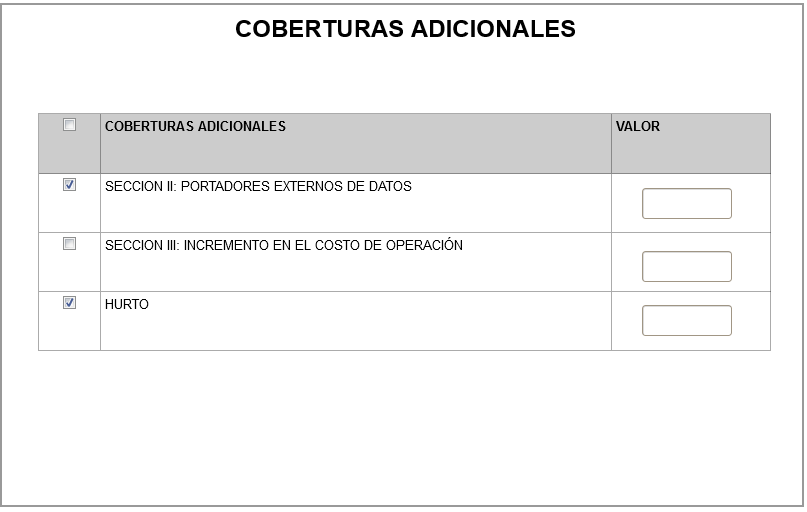 COBERTURAS ADICIONALES
COBERTURAS ADICIONALES VALOR
SECCION II: PORTADORES EXTERNOS DE DATOS
SECCION III: INCREMENTO EN EL COSTO DE OPERACIÓN
HURTO